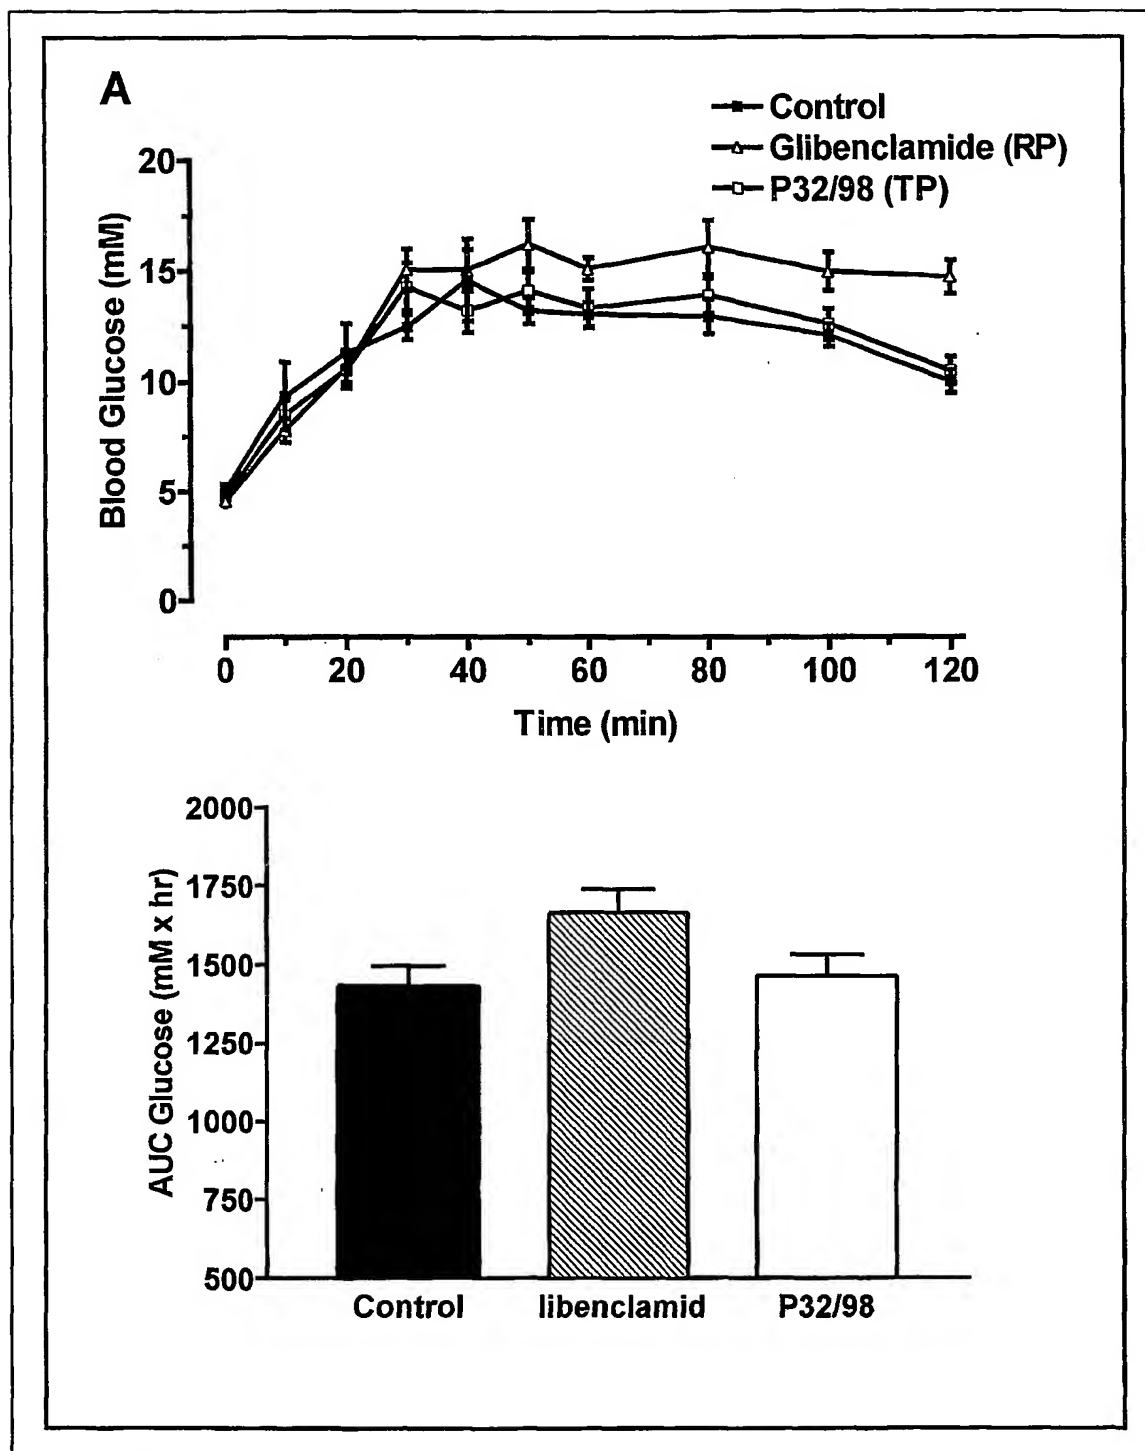 A
Control
Glibenclamide (RP)
P32/98 (TP)
Blood Glucose (mM)
20
15
10
5
0
0 20 40 60 80 100 120
Time (min)
AUC Glucose (mM x hr)
2000
1750
1500
1250
1000
750
500
Control libenclamid P32/98